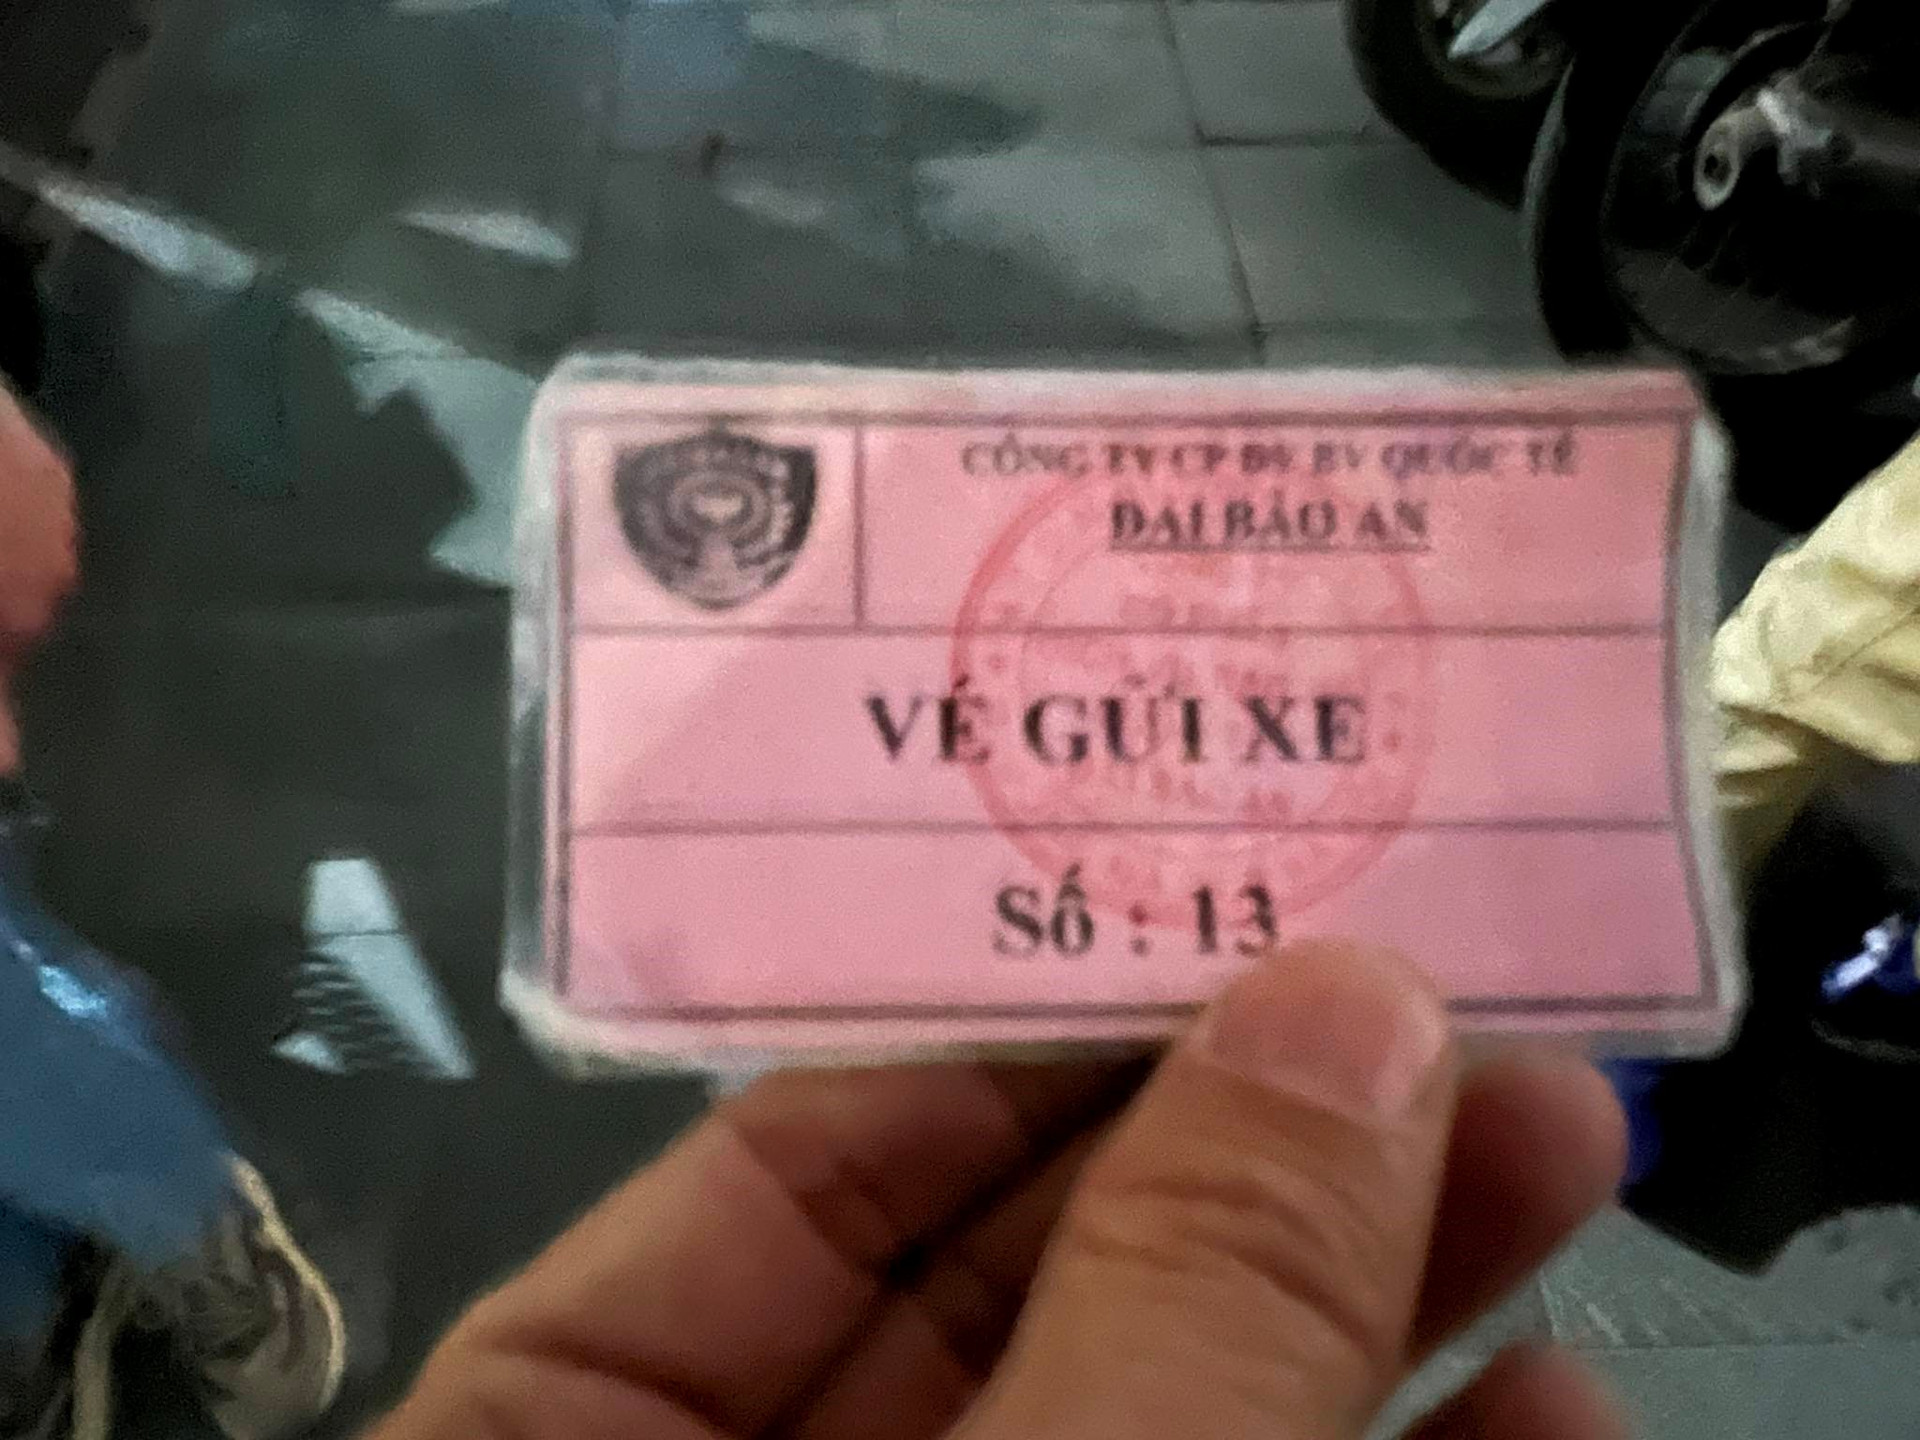 CÔNG TY CP DV BV QUỐC TẾ
ĐẠI BẢO AN
VÉ GỬI XE
Số : 13